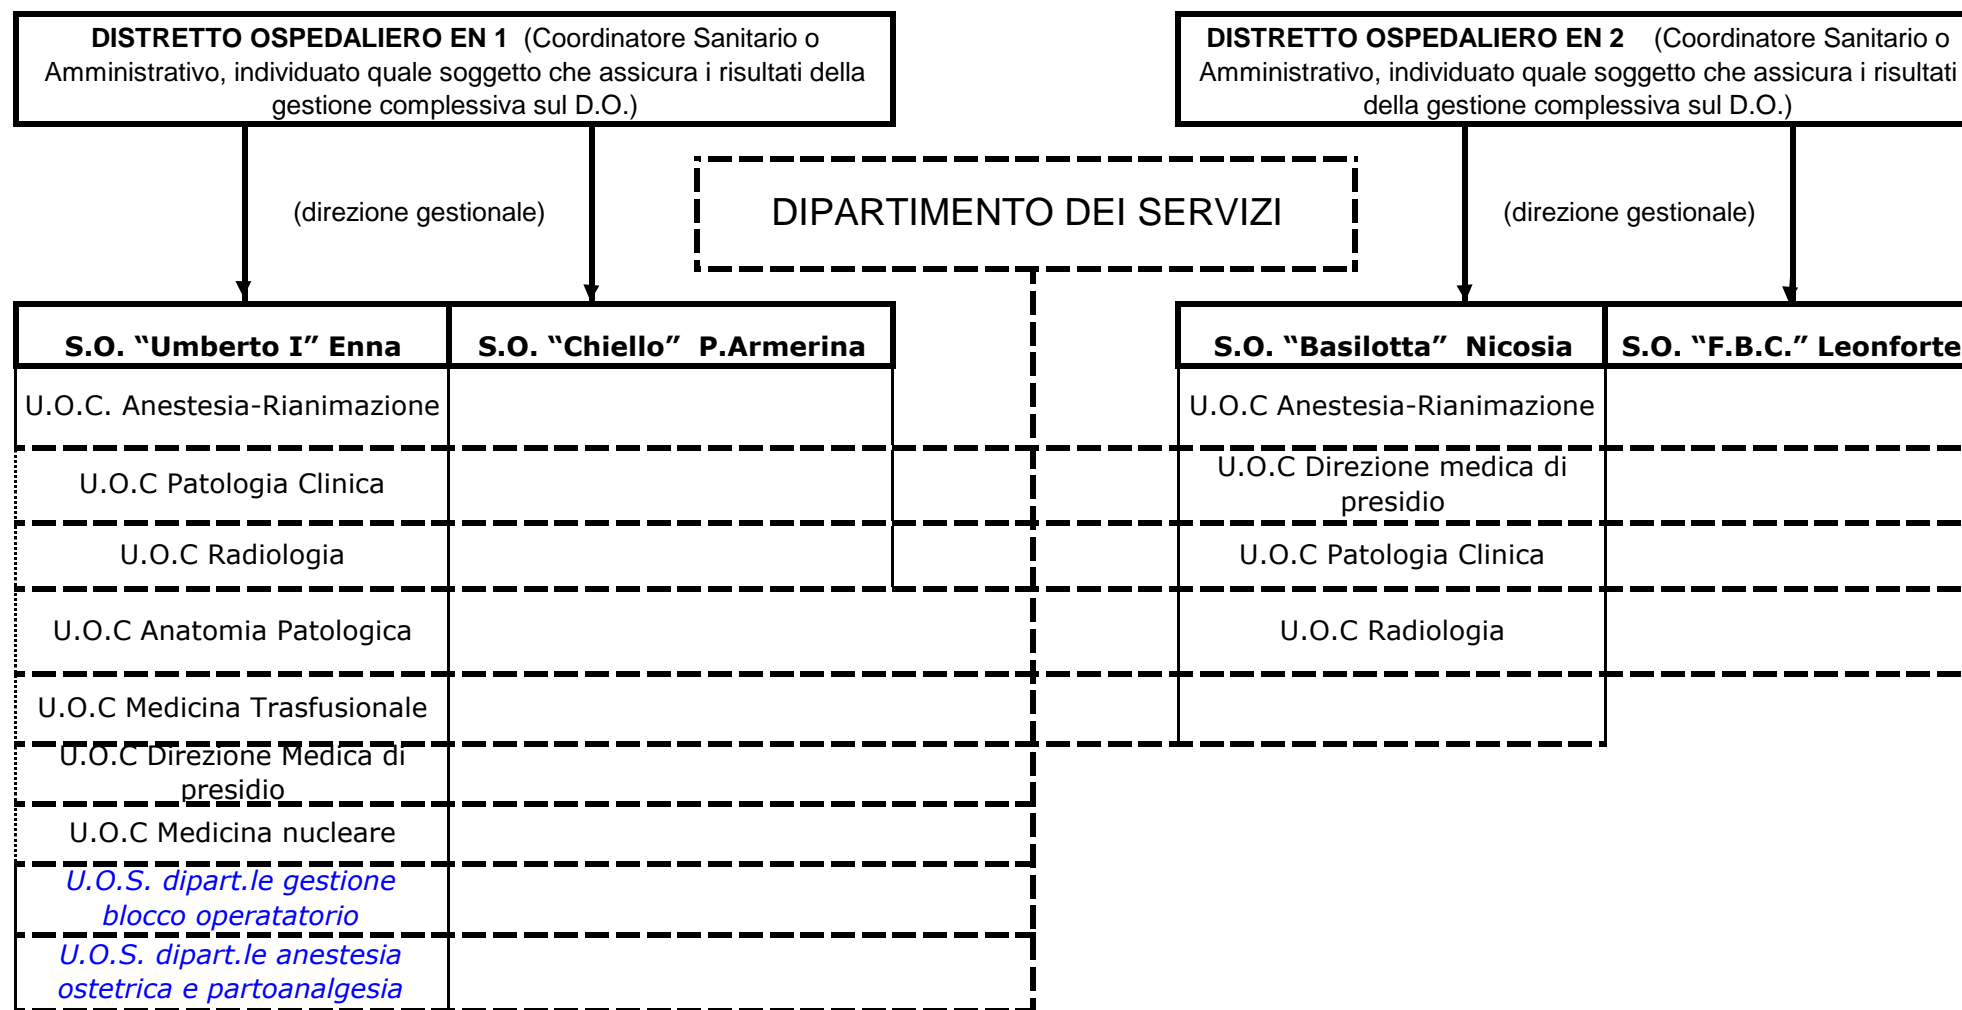 DISTRETTO OSPEDALIERO EN 1 (Coordinatore Sanitario o
Amministrativo, individuato quale soggetto che assicura i risultati della
gestione complessiva sul D.O.)
DISTRETTO OSPEDALIERO EN 2 (Coordinatore Sanitario o
Amministrativo, individuato quale soggetto che assicura i risultati
della gestione complessiva sul D.O.)
(direzione gestionale)
DIPARTIMENTO DEI SERVIZI
(direzione gestionale)
S.O. “Umberto I” Enna
S.O. “Chiello” P.Armerina
S.O. “Basilotta” Nicosia
S.O. “F.B.C.” Leonforte
U.O.C. Anestesia-Rianimazione
U.O.C Patologia Clinica
U.O.C Radiologia
U.O.C Anatomia Patologica
U.O.C Medicina Trasfusionale
U.O.C Direzione Medica di
presidio
U.O.C Medicina nucleare
U.O.S. dipart.le gestione
blocco operatatorio
U.O.S. dipart.le anestesia
ostetrica e partoanalgesia
U.O.C Anestesia-Rianimazione
U.O.C Direzione medica di
presidio
U.O.C Patologia Clinica
U.O.C Radiologia